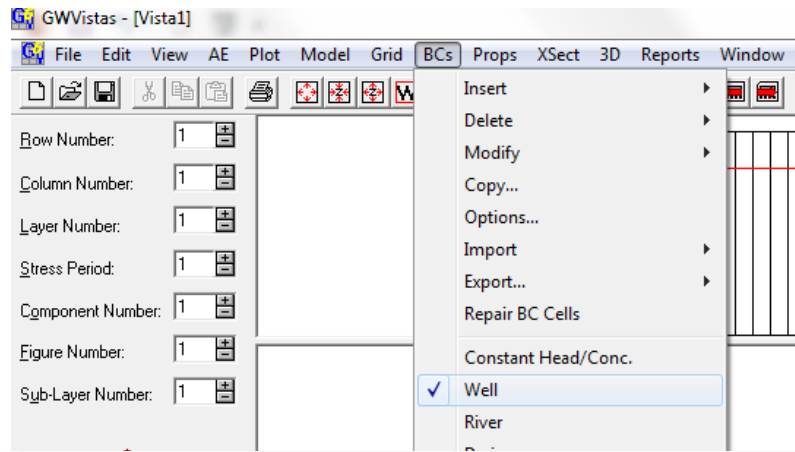 GWVistas - [Vista1]
File Edit View AE Plot Model Grid BCs Props XSect 3D Reports Window
Row Number: 1
Column Number: 1
Layer Number: 1
Stress Period: 1
Component Number: 1
Figure Number: 1
Sub-Layer Number: 1
Insert
Delete
Modify
Copy...
Options...
Import
Export...
Repair BC Cells
Constant Head/Conc.
Well
River